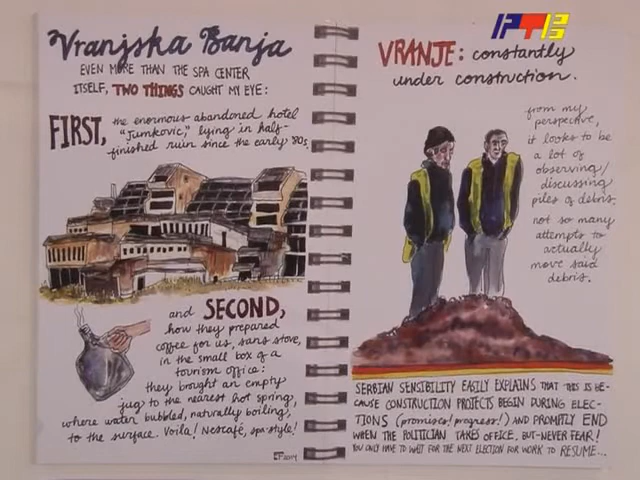 РТВ
Vranjska Banja
EVEN MORE THAN THE SPA CENTER
ITSELF, TWO THINGS CAUGHT MY EYE:
FIRST, the enormous abandoned hotel
"Jumkovic," lying in half-
finished ruin since the early '80s,
and SECOND,
how they prepared
coffee for us, sans stove,
in the small box of a
tourism office:
they bought an empty
jug to the nearest hot spring,
where water bubbled, naturally boiling,
to the surface. Voila! Nescafé, spa-style!
VRANJE: constantly
under construction.
from my
perspective,
it looks to be
a lot of
observing/
discussing
piles of debris.
not so many
attempts to
actually
move said
debris.
SERBIAN SENSIBILITY EASILY EXPLAINS THAT THIS IS BE-
CAUSE CONSTRUCTION PROJECTS BEGIN DURING ELEC-
TIONS (promises! progress!) AND PROMPTLY END
WHEN THE POLITICIAN TAKES OFFICE. BUT-NEVER FEAR!
YOU ONLY HAVE TO WAIT FOR THE NEXT ELECTION FOR WORK TO RESUME...